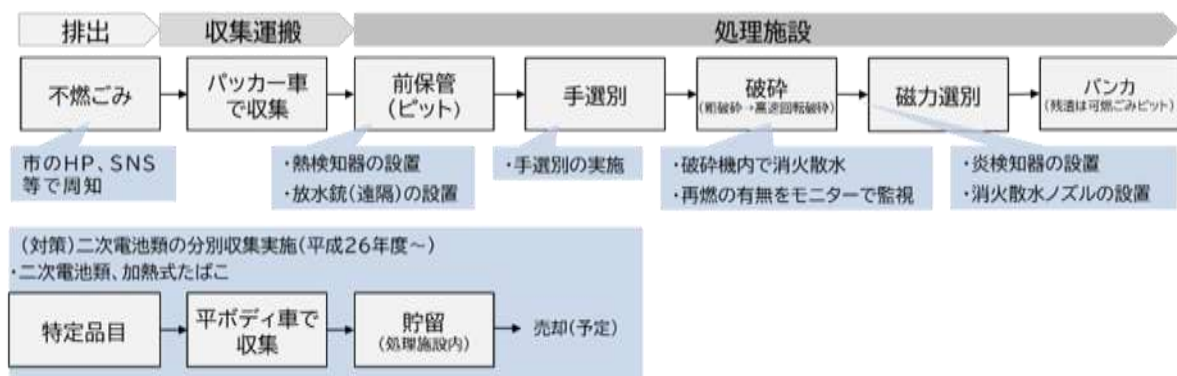 排出
収集運搬
処理施設
不燃ごみ
パッカー車
で収集
前保管
(ピット)
手選別
破砕
(粗破砕→高速回転破砕)
磁力選別
バンカ
(残渣は可燃ごみピット)
市のHP、SNS
等で周知
・熱検知器の設置
・放水銃(遠隔)の設置
・手選別の実施
・破砕機内で消火散水
・再燃の有無をモニターで監視
・炎検知器の設置
・消火散水ノズルの設置
(対策)二次電池類の分別収集実施(平成26年度～)
・二次電池類、加熱式たばこ
特定品目
平ボディ車で
収集
貯留
(処理施設内)
売却(予定)